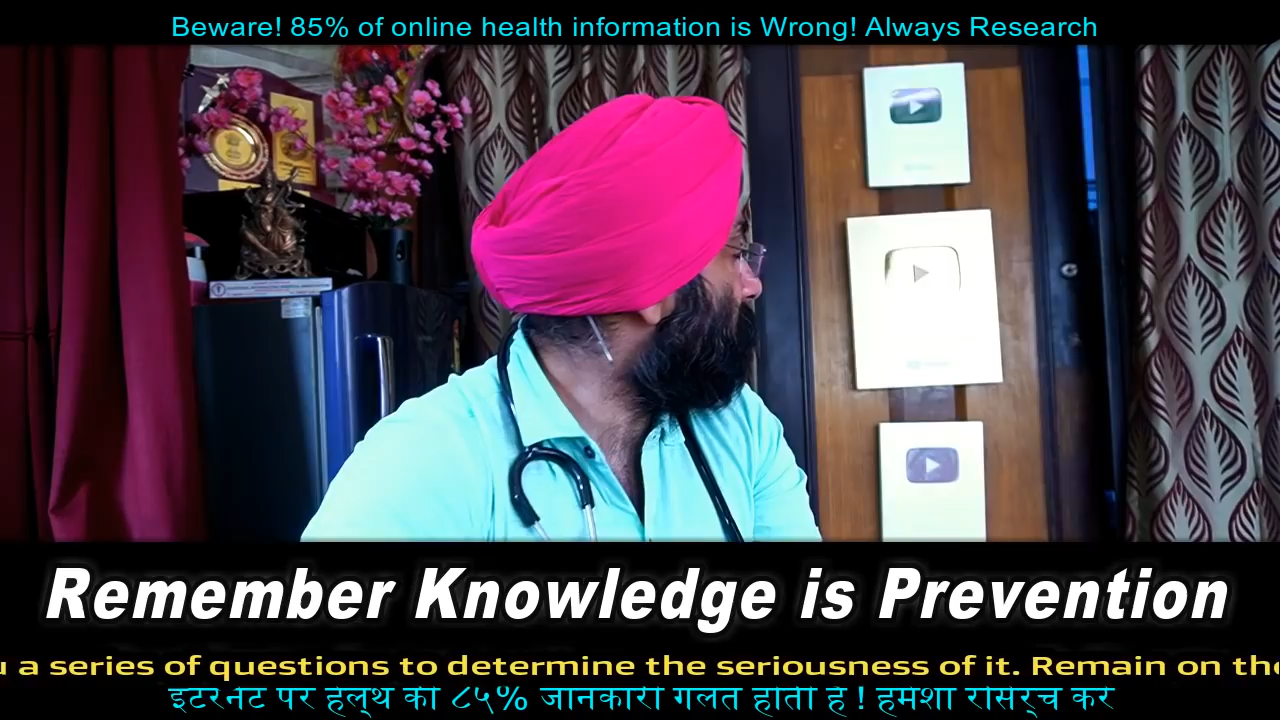 Beware! 85% of online health information is Wrong! Always Research
Remember Knowledge is Prevention
a series of questions to determine the seriousness of it. Remain on the
इंटरनेट पर हेल्थ की ८५% जानकारी गलत होती है ! हमेशा रीसर्च करें